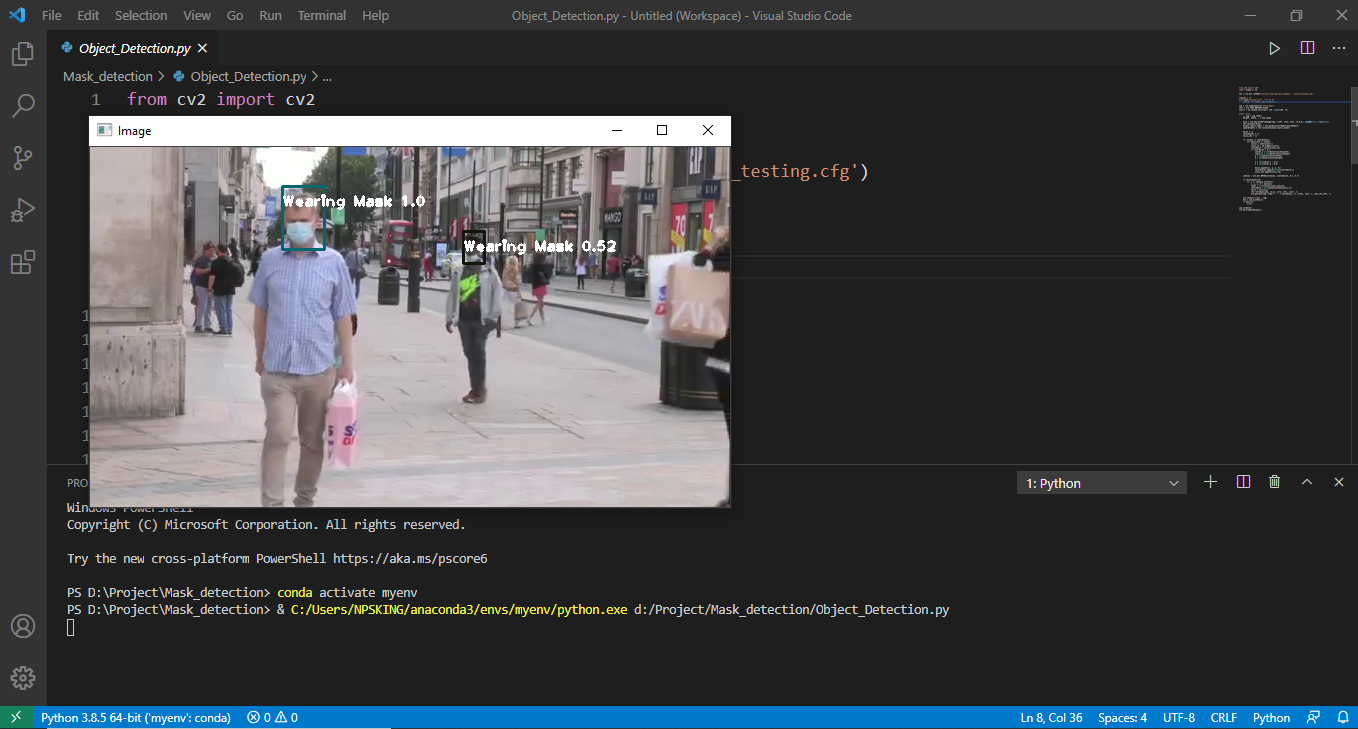 File Edit Selection View Go Run Terminal Help
Object_Detection.py - Untitled (Workspace) - Visual Studio Code
Object_Detection.py
Mask_detection > Object_Detection.py > ...
1 from cv2 import cv2
Image
_testing.cfg')
Wearing Mask 1.0
Wearing Mask 0.52
GAP
GAP
MANGO
70
PRO
1: Python
Windows PowerShell
Copyright (C) Microsoft Corporation. All rights reserved.
Try the new cross-platform PowerShell https://aka.ms/pscore6
PS D:\Project\Mask_detection> conda activate myenv
PS D:\Project\Mask_detection> & C:/Users/NPSKING/anaconda3/envs/myenv/python.exe d:/Project/Mask_detection/Object_Detection.py
Python 3.8.5 64-bit ('myenv': conda) 0 0
Ln 8, Col 36 Spaces: 4 UTF-8 CRLF Python